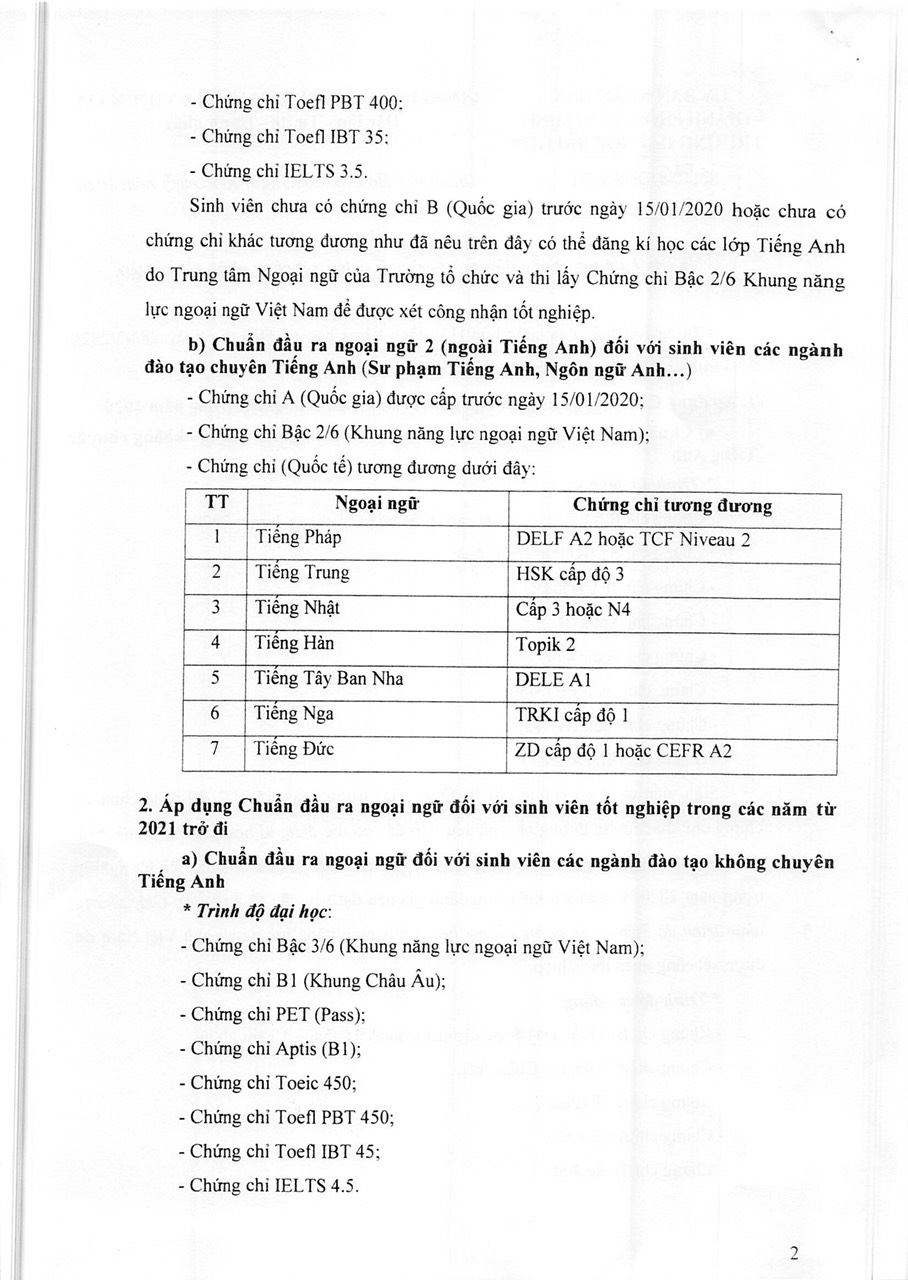 - Chứng chỉ Toefl PBT 400;
- Chứng chỉ Toefl IBT 35;
- Chứng chỉ IELTS 3.5.
Sinh viên chưa có chứng chỉ B (Quốc gia) trước ngày 15/01/2020 hoặc chưa có
chứng chỉ khác tương đương như đã nêu trên đây có thể đăng kí học các lớp Tiếng Anh
do Trung tâm Ngoại ngữ của Trường tổ chức và thi lấy Chứng chỉ Bậc 2/6 Khung năng
lực ngoại ngữ Việt Nam để được xét công nhận tốt nghiệp.
b) Chuẩn đầu ra ngoại ngữ 2 (ngoài Tiếng Anh) đối với sinh viên các ngành
đào tạo chuyên Tiếng Anh (Sư phạm Tiếng Anh, Ngôn ngữ Anh...)
- Chứng chỉ A (Quốc gia) được cấp trước ngày 15/01/2020;
- Chứng chỉ Bậc 2/6 (Khung năng lực ngoại ngữ Việt Nam);
- Chứng chỉ (Quốc tế) tương đương dưới đây:
TT Ngoại ngữ Chứng chỉ tương đương
1 Tiếng Pháp DELF A2 hoặc TCF Niveau 2
2 Tiếng Trung HSK cấp độ 3
3 Tiếng Nhật Cấp 3 hoặc N4
4 Tiếng Hàn Topik 2
5 Tiếng Tây Ban Nha DELE A1
6 Tiếng Nga TRKI cấp độ 1
7 Tiếng Đức ZD cấp độ 1 hoặc CEFR A2
2. Áp dụng Chuẩn đầu ra ngoại ngữ đối với sinh viên tốt nghiệp trong các năm từ
2021 trở đi
a) Chuẩn đầu ra ngoại ngữ đối với sinh viên các ngành đào tạo không chuyên
Tiếng Anh
* Trình độ đại học:
- Chứng chỉ Bậc 3/6 (Khung năng lực ngoại ngữ Việt Nam);
- Chứng chỉ B1 (Khung Châu Âu);
- Chứng chỉ PET (Pass);
- Chứng chỉ Aptis (B1);
- Chứng chỉ Toeic 450;
- Chứng chỉ Toefl PBT 450;
- Chứng chỉ Toefl IBT 45;
- Chứng chỉ IELTS 4.5.
2